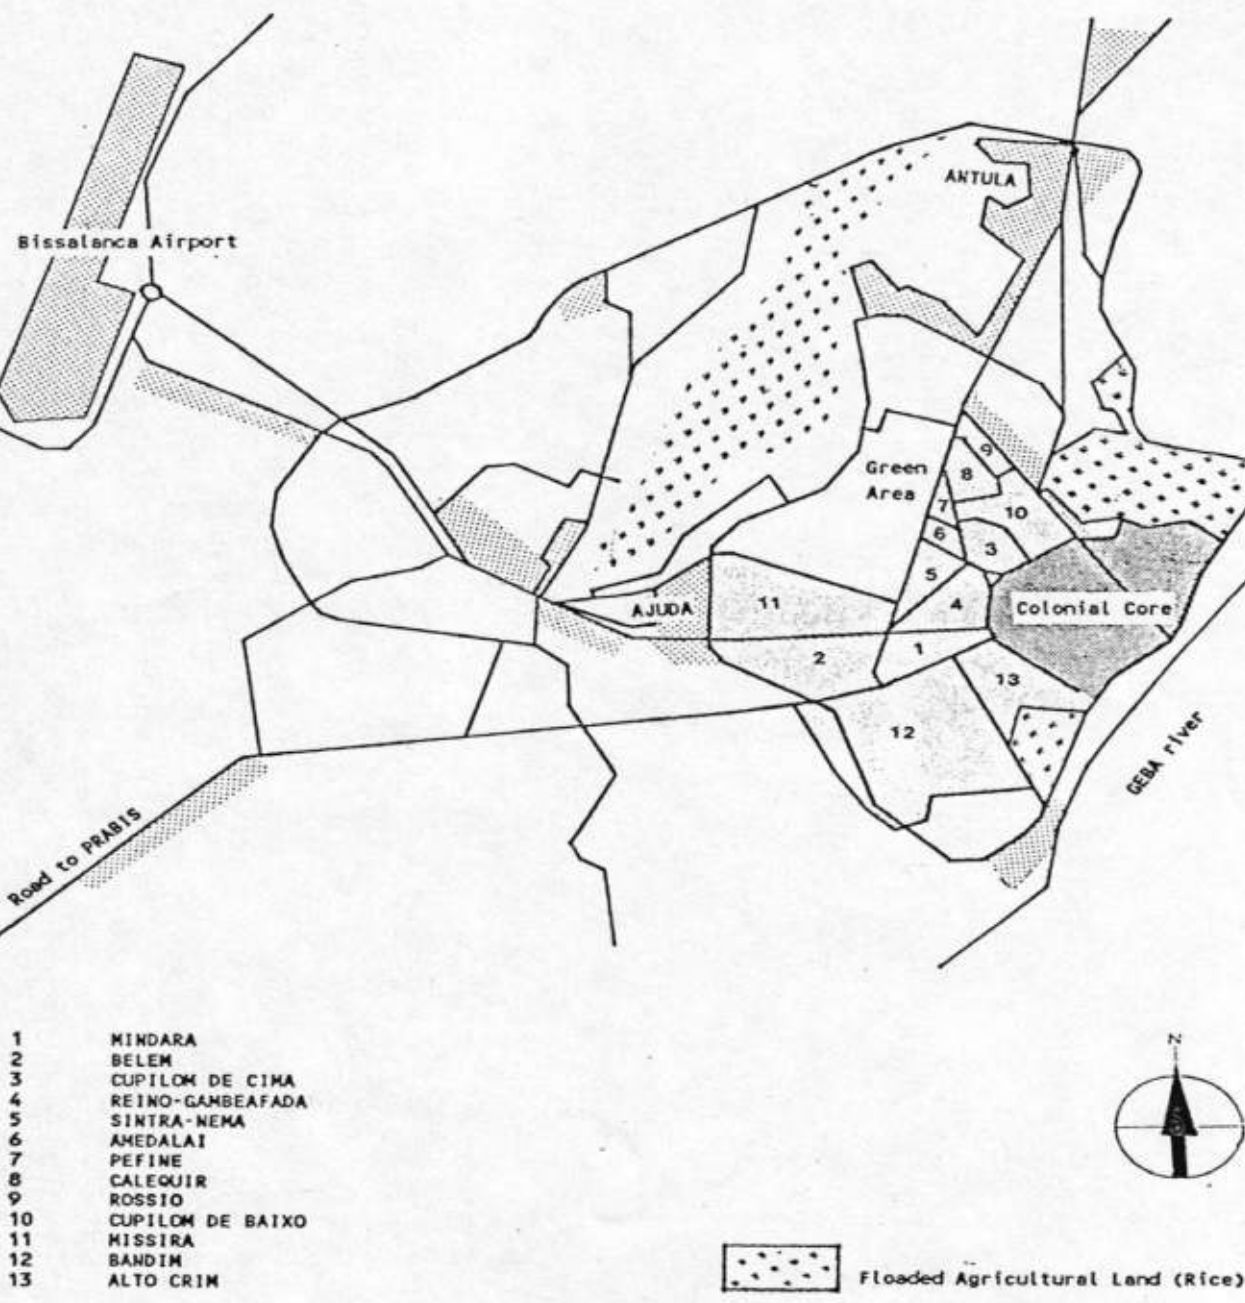 ANTULA
Bissalanca Airport
Green
Area
9
8
7
10
6
3
5
11
AJUDA
4
Colonial Core
1
2
13
12
GEBA river
Road to PRABIS
1 MINDARA
2 BELEM
3 CUPILOM DE CIMA
4 REINO-GAMBEAFADA
5 SINTRA-NEMA
6 AMEDALAI
7 PEFINE
8 CALEQUIR
9 ROSSIO
10 CUPILOM DE BAIXO
11 MISSIRA
12 BANDIM
13 ALTO CRIM
N
Floaded Agricultural Land (Rice)